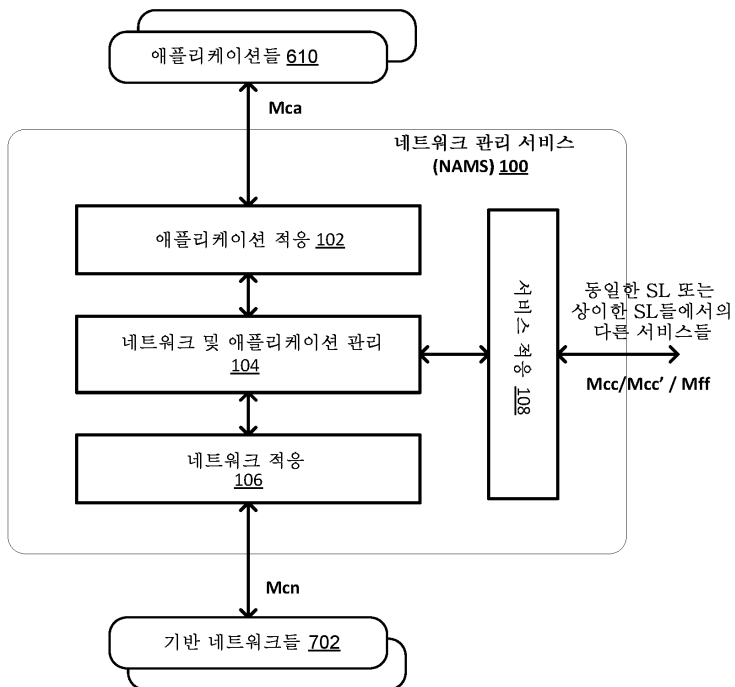 애플리케이션들 610
Mca
네트워크 관리 서비스
(NAMS) 100
애플리케이션 적응 102
네트워크 및 애플리케이션 관리
104
네트워크 적응
106
서비스 적응 108
동일한 SL 또는
상이한 SL들에서의
다른 서비스들
Mcc/Mcc' / Mff
Mcn
기반 네트워크들 702